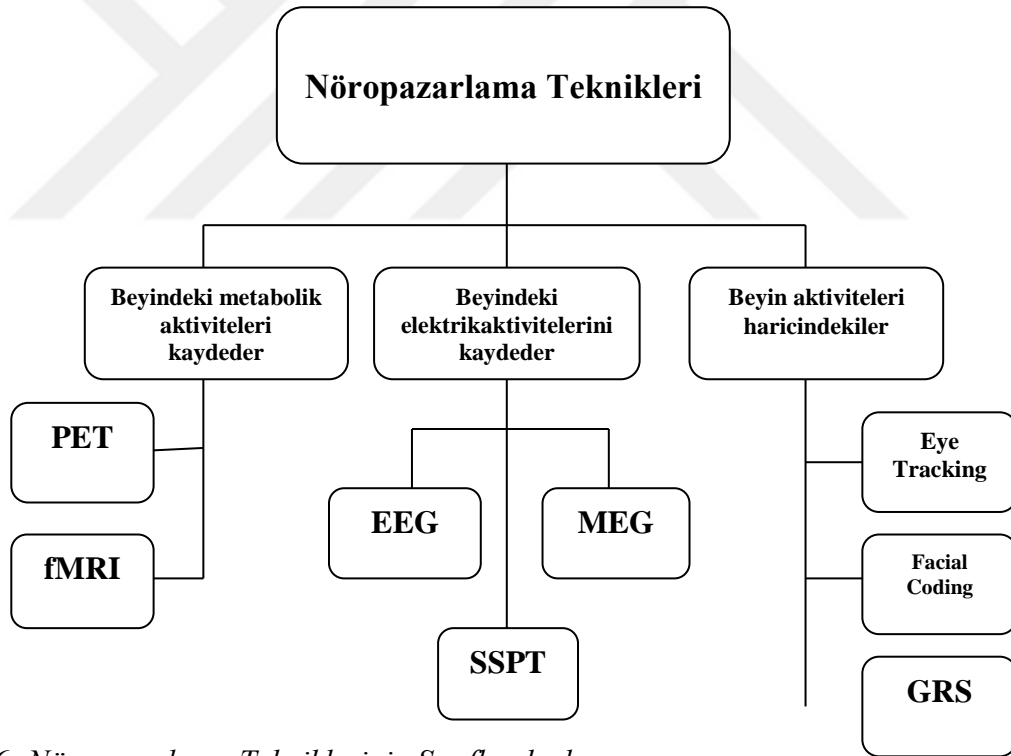 Nöropazarlama Teknikleri
Beyindeki metabolik
aktiviteleri
kaydeder
Beyindeki
elektrikaktivitelerini
kaydeder
Beyin aktiviteleri
haricindekiler
PET
fMRI
EEG
MEG
SSPT
Eye
Tracking
Facial
Coding
GRS